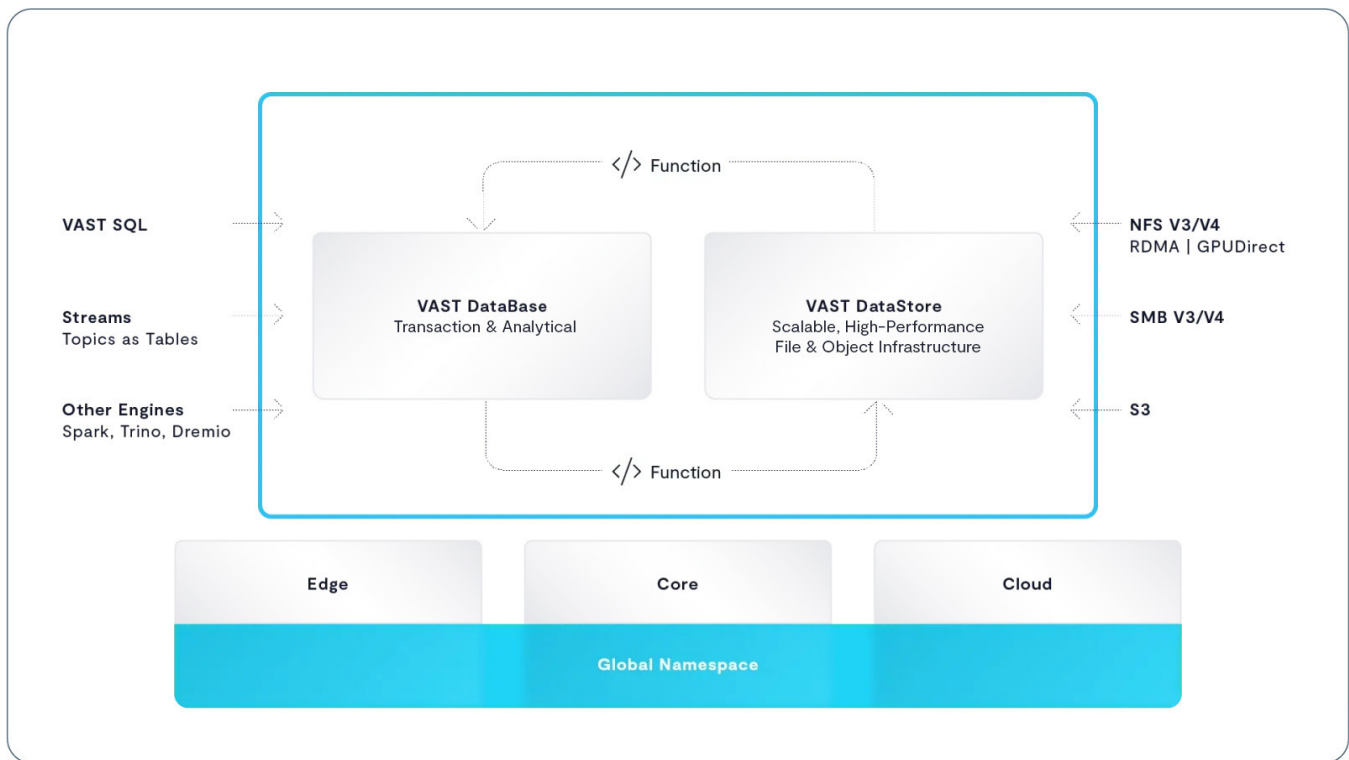 </> Function
VAST SQL
NFS V3/V4
RDMA | GPUDirect
VAST DataBase
Transaction & Analytical
VAST DataStore
Scalable, High-Performance
File & Object Infrastructure
Streams
Topics as Tables
SMB V3/V4
Other Engines
Spark, Trino, Dremio
S3
</> Function
Edge
Core
Cloud
Global Namespace